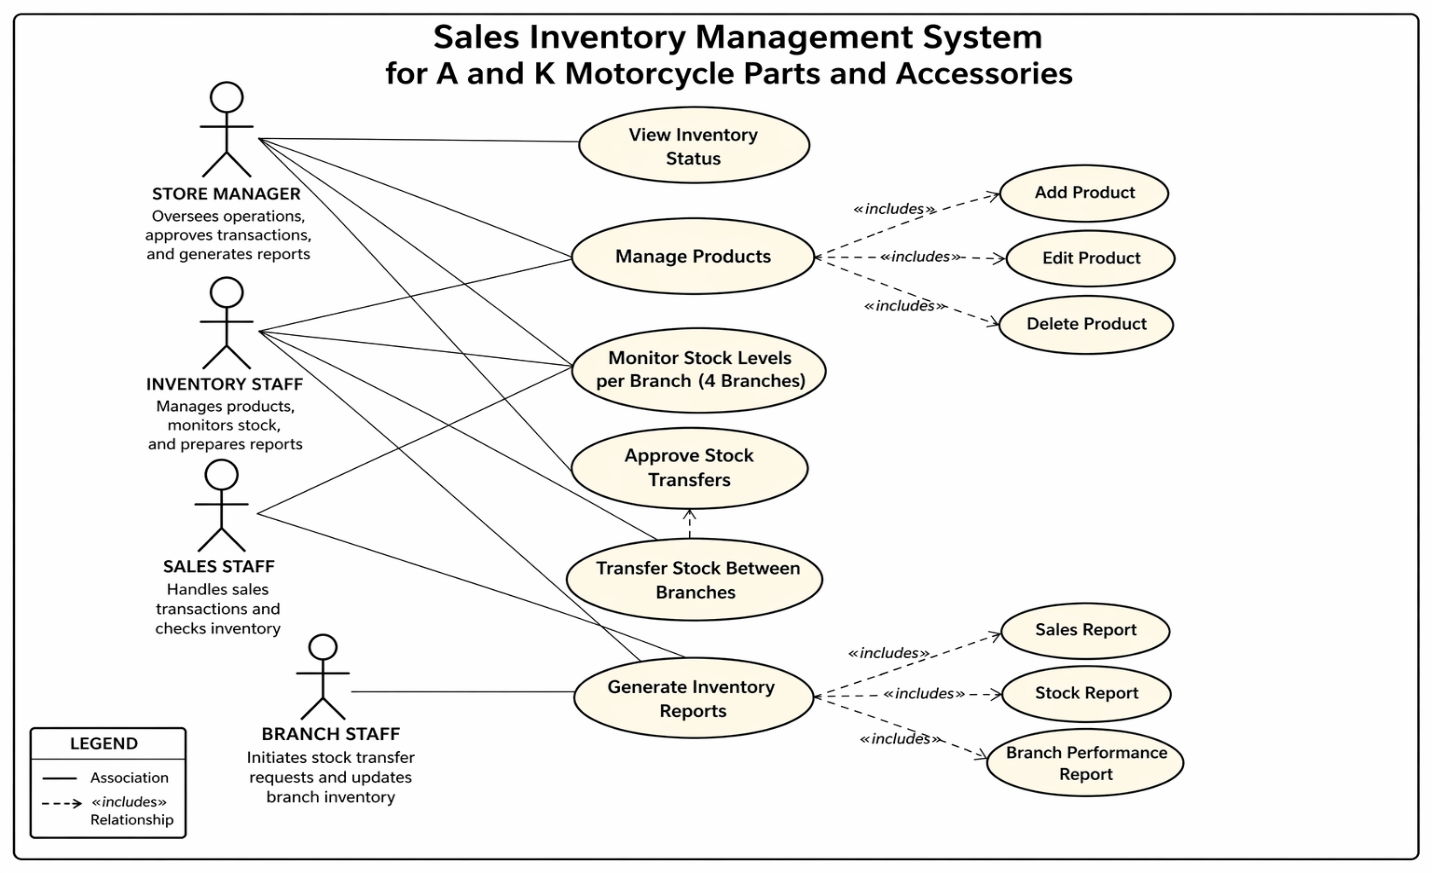 Sales Inventory Management System
for A and K Motorcycle Parts and Accessories
STORE MANAGER
Oversees operations,
approves transactions,
and generates reports
INVENTORY STAFF
Manages products,
monitors stock,
and prepares reports
SALES STAFF
Handles sales
transactions and
checks inventory
BRANCH STAFF
Initiates stock transfer
requests and updates
branch inventory
View Inventory
Status
Manage Products
Monitor Stock Levels
per Branch (4 Branches)
Approve Stock
Transfers
Transfer Stock Between
Branches
Generate Inventory
Reports
«includes»
«includes»
«includes»
Add Product
Edit Product
Delete Product
«includes»
«includes»
«includes»
Sales Report
Stock Report
Branch Performance
Report
LEGEND
Association
«includes»
Relationship